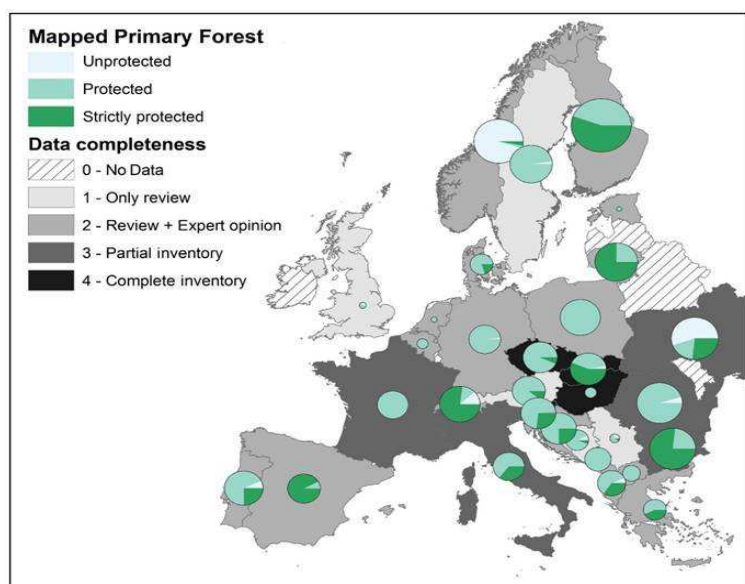 Mapped Primary Forest
Unprotected
Protected
Strictly protected
Data completeness
0 - No Data
1 - Only review
2 - Review + Expert opinion
3 - Partial inventory
4 - Complete inventory